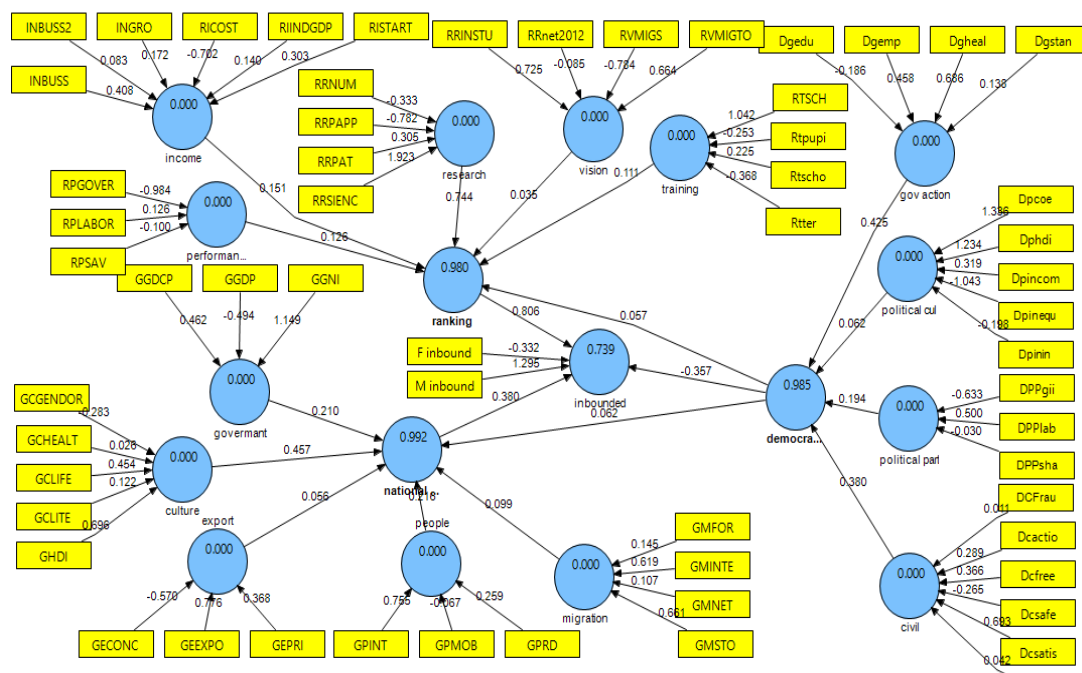 INBUSS2
INGRO
RICOST
RIINDGDP
RISTART
INBUSS
0.083
0.172
-0.702
0.140
0.303
0.408
0.000
income
0.151
RRNUM
RRPAPP
RRPAT
RRSIENC
-0.333
-0.782
0.305
1.923
0.000
research
0.744
RRINSTU
RRnet2012
RVMIGS
RVMIGTO
0.725
-0.085
-0.784
0.664
0.000
vision
0.035
RTSCH
Rtpupi
Rtscho
Rtter
1.042
-0.253
0.225
-0.368
0.000
training
0.111
Dgedu
Dgemp
Dgheal
Dgstan
-0.186
0.458
0.686
0.138
0.000
gov action
0.425
RPGOVER
RPLABOR
RPSAV
-0.984
0.126
-0.100
0.000
performan...
0.126
0.980
ranking
0.806
0.057
Dpcoe
Dphdi
Dpincom
Dpinequ
Dpinin
1.386
1.234
0.319
-1.043
-0.198
0.000
political cul
0.062
GGDCP
GGDP
GGNI
0.462
-0.494
1.149
0.000
govermant
0.210
F inbound
M inbound
-0.332
1.295
0.739
inbounded
0.380
-0.357
0.062
0.985
democra...
0.194
DPPgii
DPPlab
DPPsha
-0.633
0.500
-0.030
0.000
political part
0.380
GCGENDOR
GCHEALT
GCLIFE
GCLITE
GHDI
-0.283
0.026
0.454
0.122
0.696
0.000
culture
0.457
0.992
national...
export
0.000
0.056
GECONC
GEEXPO
GEPRI
-0.570
0.776
0.368
people
0.000
0.216
GPINT
GPMOB
GPRD
0.755
-0.067
0.259
0.000
migration
0.099
GMFOR
GMINTE
GMNET
GMSTO
0.145
0.619
0.107
0.661
DCFrau
Dcactio
Dcfree
Dcsafe
Dcsatis
0.011
0.289
0.366
-0.265
0.693
0.042
0.000
civil